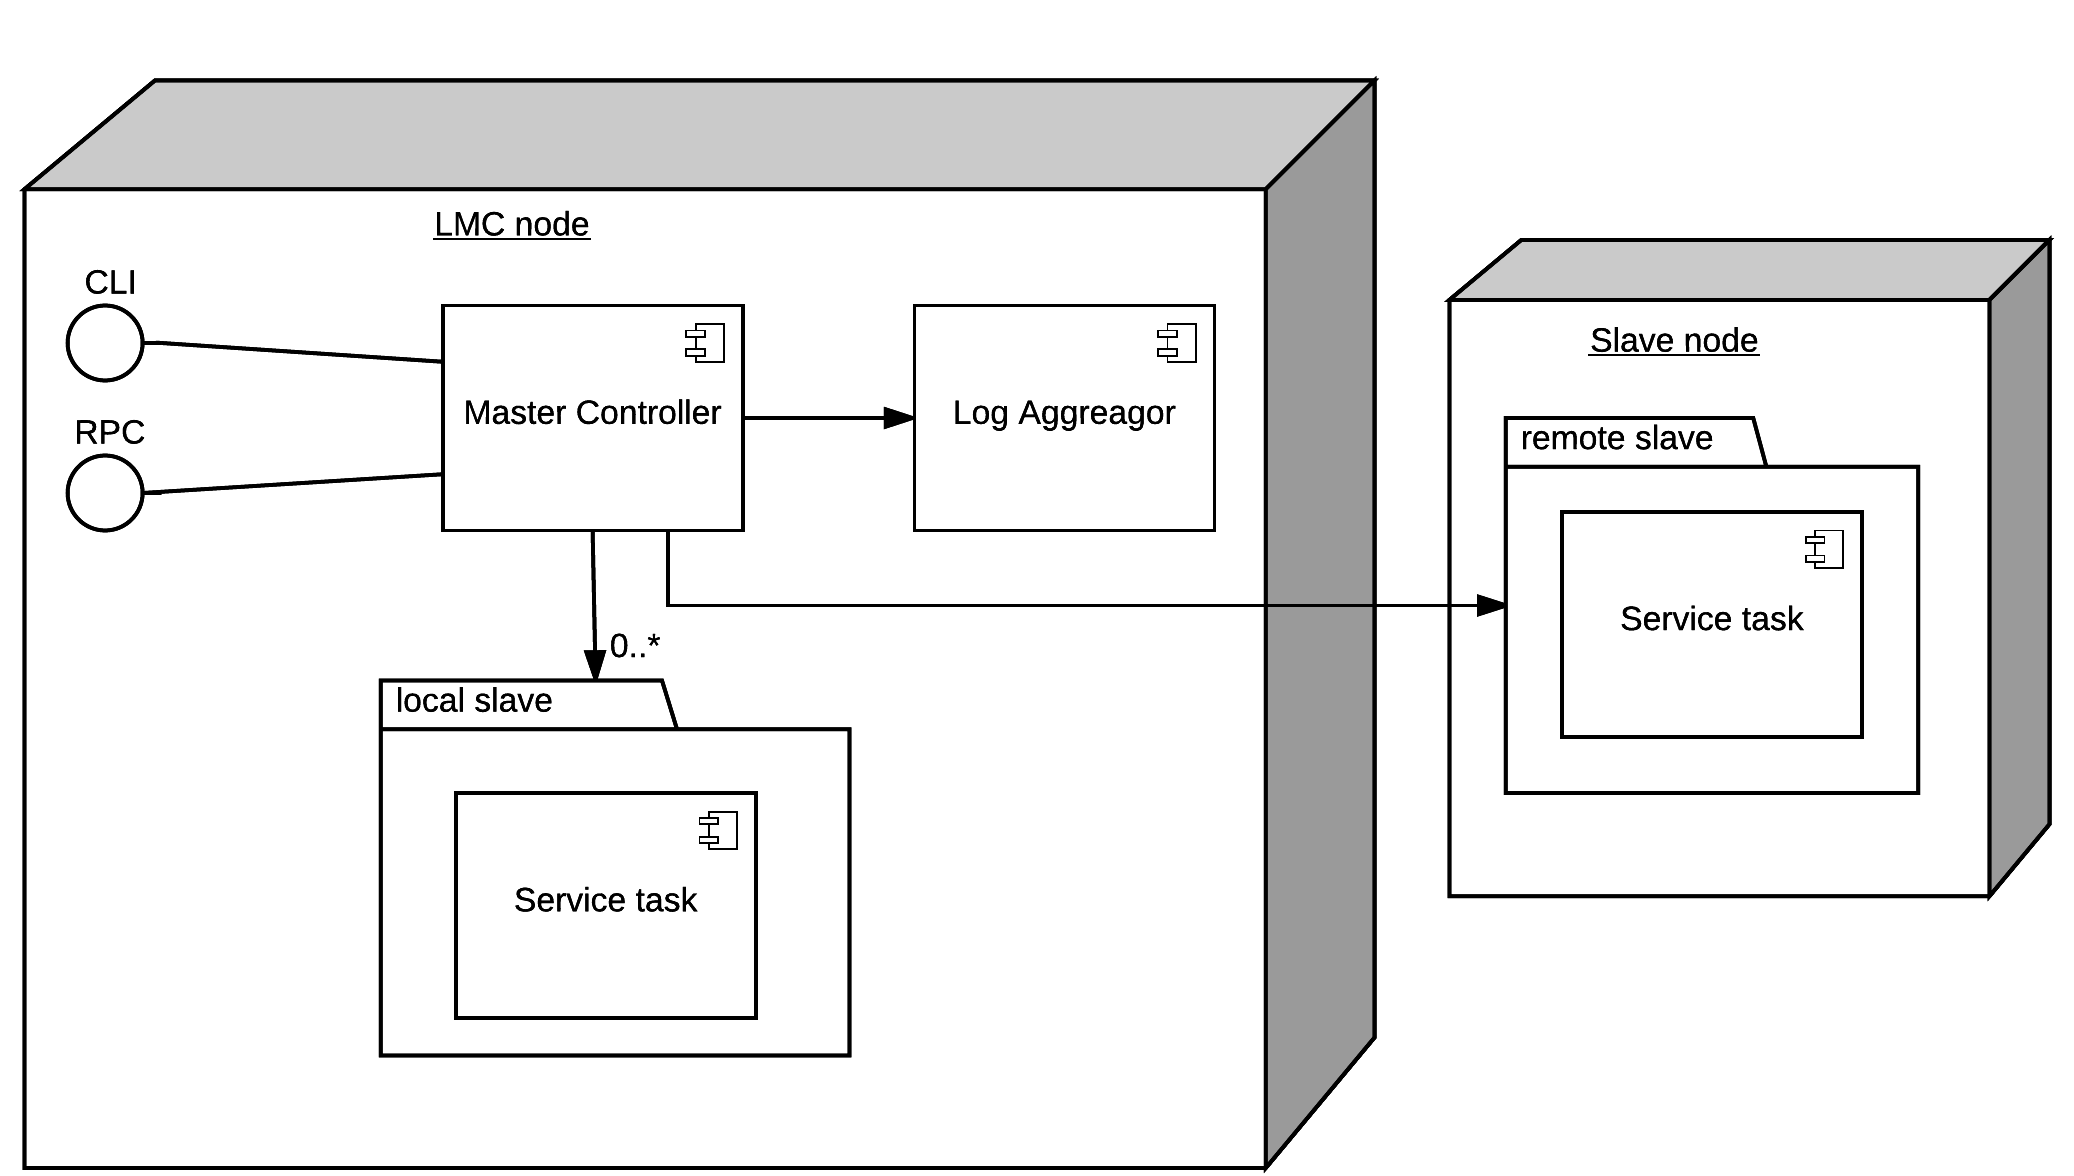 LMC node
CLI
RPC
Master Controller
Log Aggreagor
0..*
local slave
Service task
Slave node
remote slave
Service task